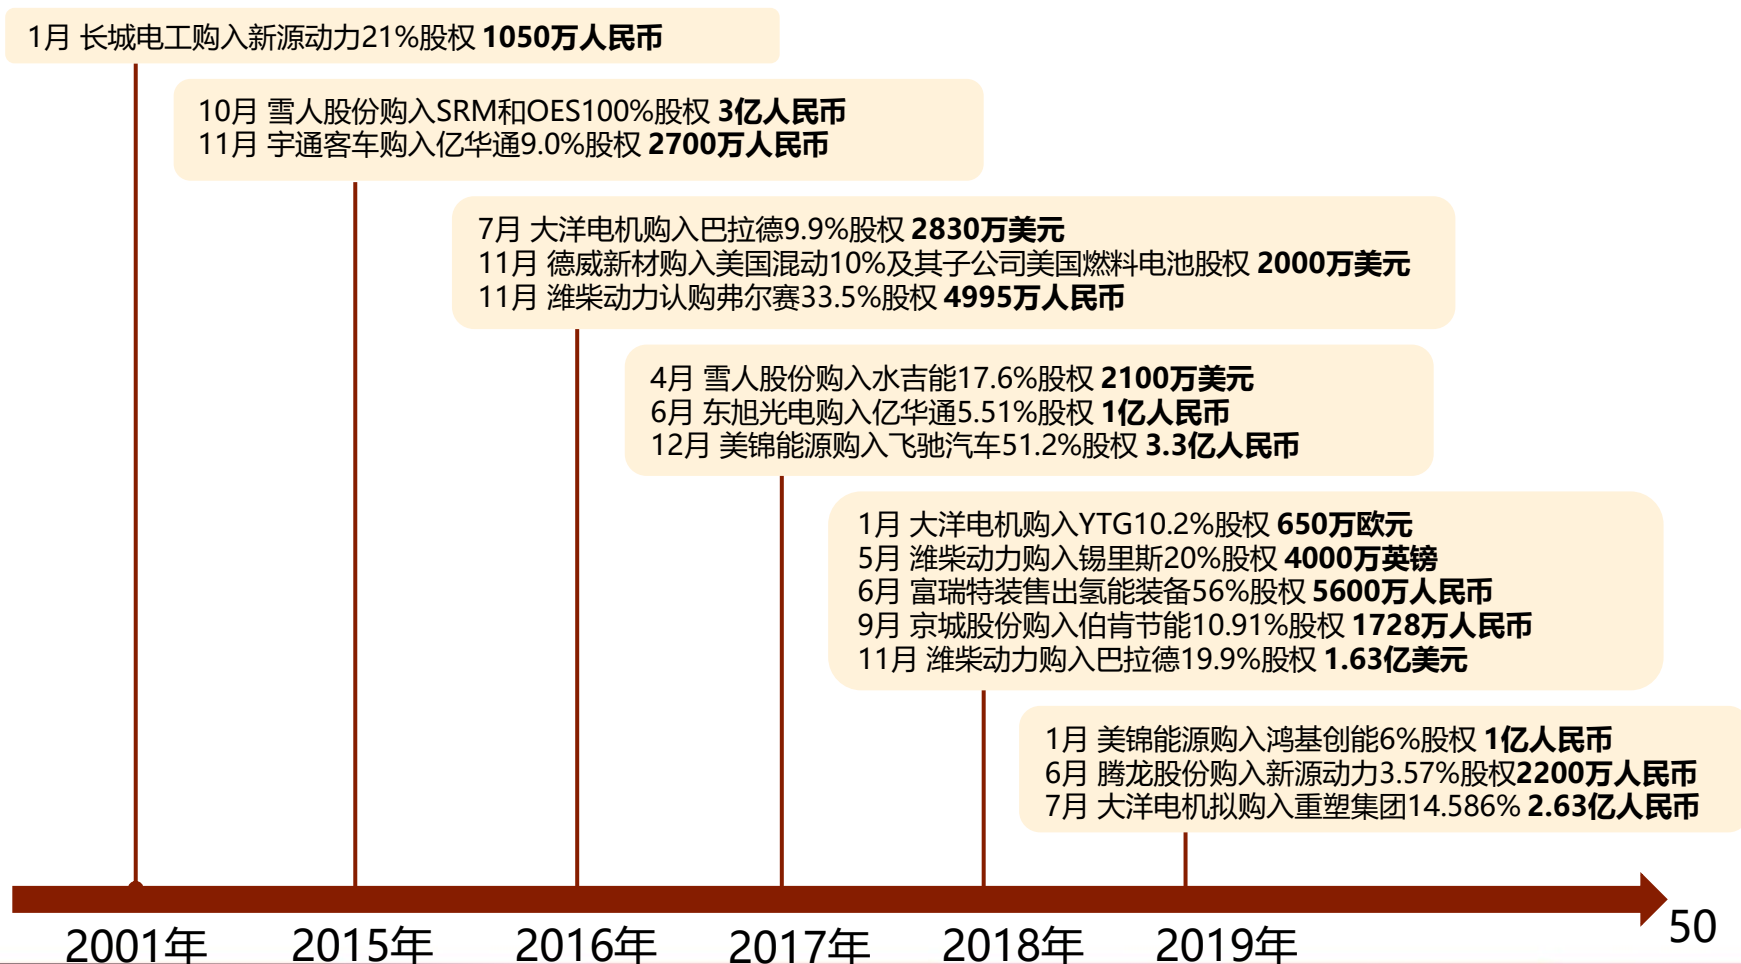 1月 长城电工购入新源动力21%股权 1050万人民币
10月 雪人股份购入SRM和OES100%股权 3亿人民币
11月 宇通客车购入亿华通9.0%股权 2700万人民币
7月 大洋电机购入巴拉德9.9%股权 2830万美元
11月 德威新材购入美国混动10%及其子公司美国燃料电池股权 2000万美元
11月 潍柴动力认购弗尔赛33.5%股权 4995万人民币
4月 雪人股份购入水吉能17.6%股权 2100万美元
6月 东旭光电购入亿华通5.51%股权 1亿人民币
12月 美锦能源购入飞驰汽车51.2%股权 3.3亿人民币
1月 大洋电机购入YTG10.2%股权 650万欧元
5月 潍柴动力购入锡里斯20%股权 4000万英镑
6月 富瑞特装售出氢能装备56%股权 5600万人民币
9月 京城股份购入伯肯节能10.91%股权 1728万人民币
11月 潍柴动力购入巴拉德19.9%股权 1.63亿美元
1月 美锦能源购入鸿基创能6%股权 1亿人民币
6月 腾龙股份购入新源动力3.57%股权2200万人民币
7月 大洋电机拟购入重塑集团14.586% 2.63亿人民币
2001年 2015年 2016年 2017年 2018年 2019年
50